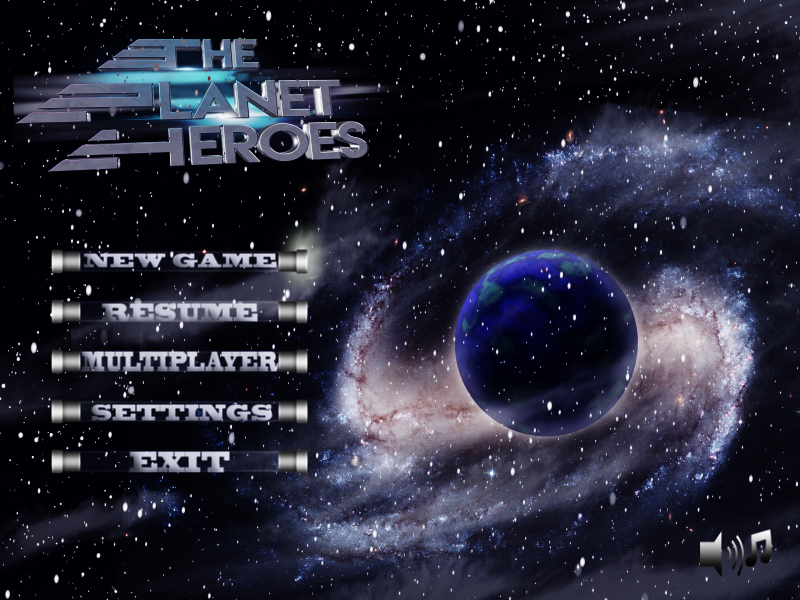 THE
PLANET
HEROES
NEW GAME
RESUME
MULTIPLAYER
SETTINGS
EXIT